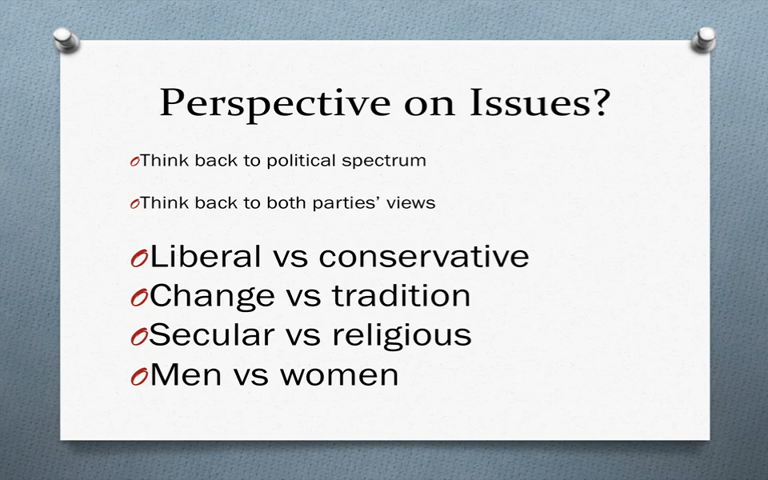 Perspective on Issues?
Think back to political spectrum
Think back to both parties’ views
Liberal vs conservative
Change vs tradition
Secular vs religious
Men vs women